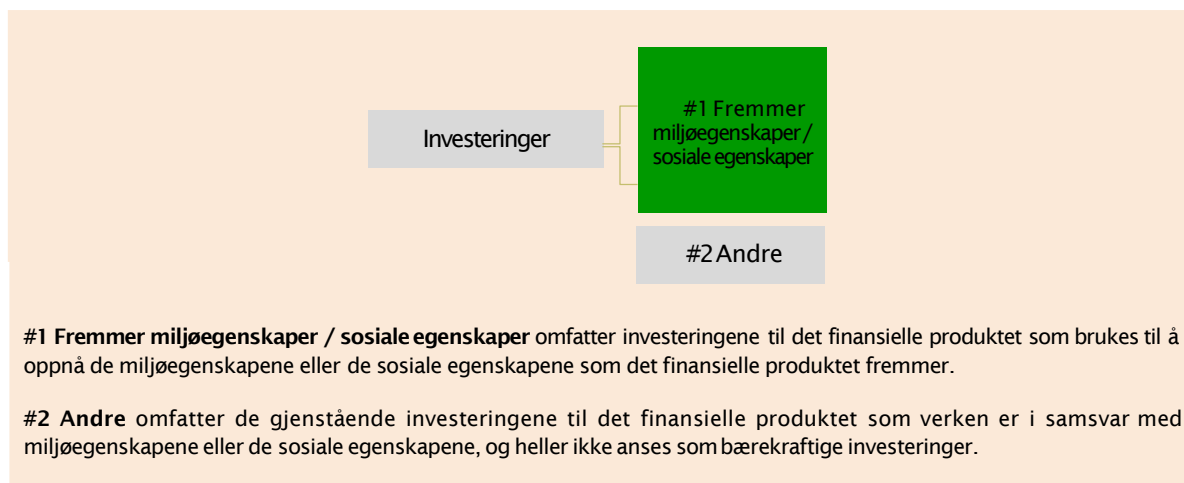 Investeringer
#1 Fremmer
miljøegenskaper /
sosiale egenskaper
#2 Andre
#1 Fremmer miljøegenskaper / sosiale egenskaper omfatter investeringene til det finansielle produktet som brukes til å
oppnå de miljøegenskapene eller de sosiale egenskapene som det finansielle produktet fremmer.
#2 Andre omfatter de gjenstående investeringene til det finansielle produktet som verken er i samsvar med
miljøegenskapene eller de sosiale egenskapene, og heller ikke anses som bærekraftige investeringer.